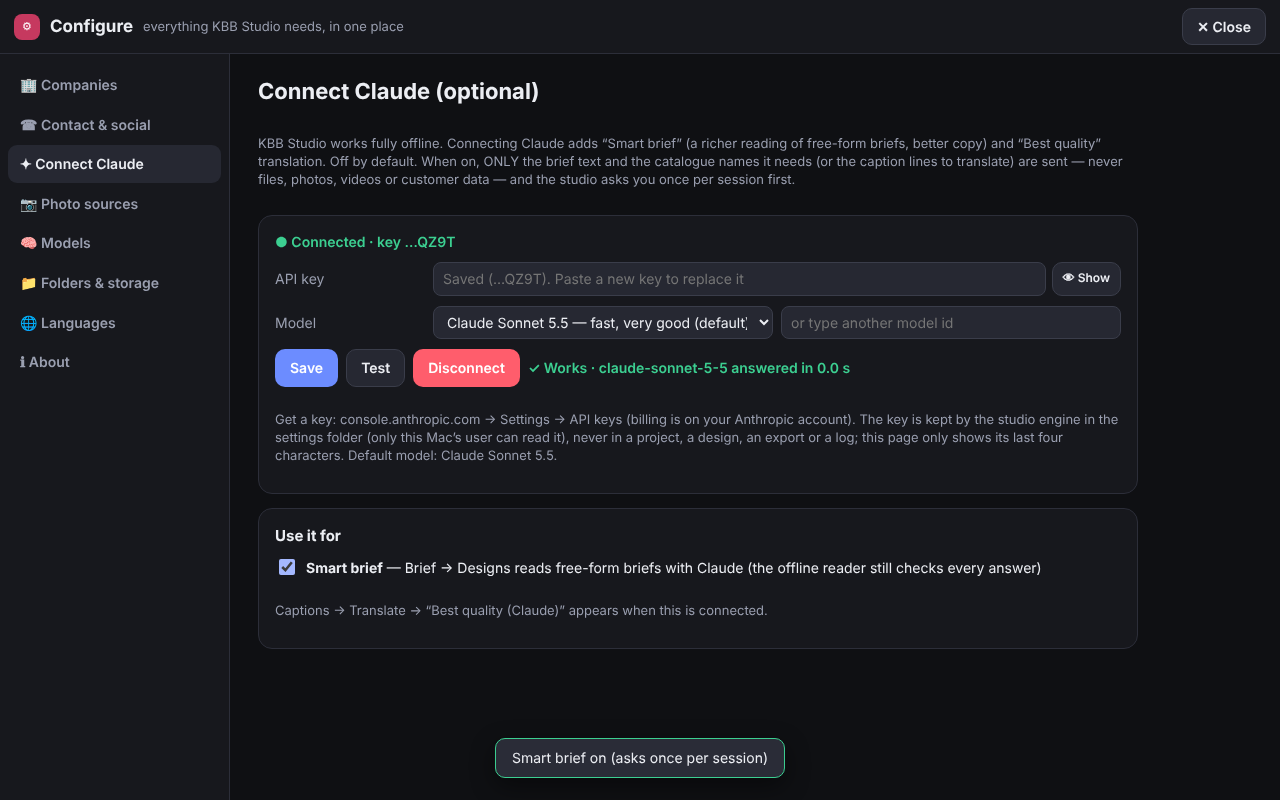 Configure everything KBB Studio needs, in one place
✕ Close
🏢 Companies
☎ Contact & social
✦ Connect Claude
📷 Photo sources
🧠 Models
📁 Folders & storage
🌐 Languages
ℹ About
Connect Claude (optional)
KBB Studio works fully offline. Connecting Claude adds “Smart brief” (a richer reading of free-form briefs, better copy) and “Best quality”
translation. Off by default. When on, ONLY the brief text and the catalogue names it needs (or the caption lines to translate) are sent — never
files, photos, videos or customer data — and the studio asks you once per session first.
● Connected · key …QZ9T
API key
Saved (…QZ9T). Paste a new key to replace it
👁 Show
Model
Claude Sonnet 5.5 — fast, very good (default)
or type another model id
Save
Test
Disconnect
✓ Works · claude-sonnet-5-5 answered in 0.0 s
Get a key: console.anthropic.com → Settings → API keys (billing is on your Anthropic account). The key is kept by the studio engine in the
settings folder (only this Mac’s user can read it), never in a project, a design, an export or a log; this page only shows its last four
characters. Default model: Claude Sonnet 5.5.
Use it for
Smart brief — Brief → Designs reads free-form briefs with Claude (the offline reader still checks every answer)
Captions → Translate → “Best quality (Claude)” appears when this is connected.
Smart brief on (asks once per session)